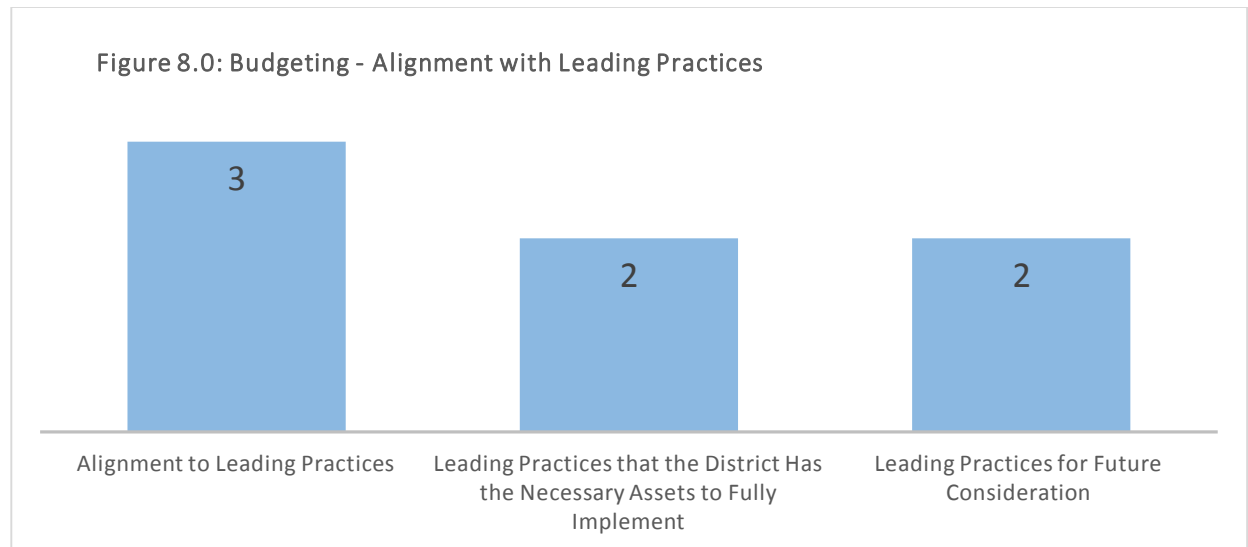 Figure 8.0: Budgeting - Alignment with Leading Practices
3
2
2
Alignment to Leading Practices
Leading Practices that the District Has
the Necessary Assets to Fully
Implement
Leading Practices for Future
Consideration